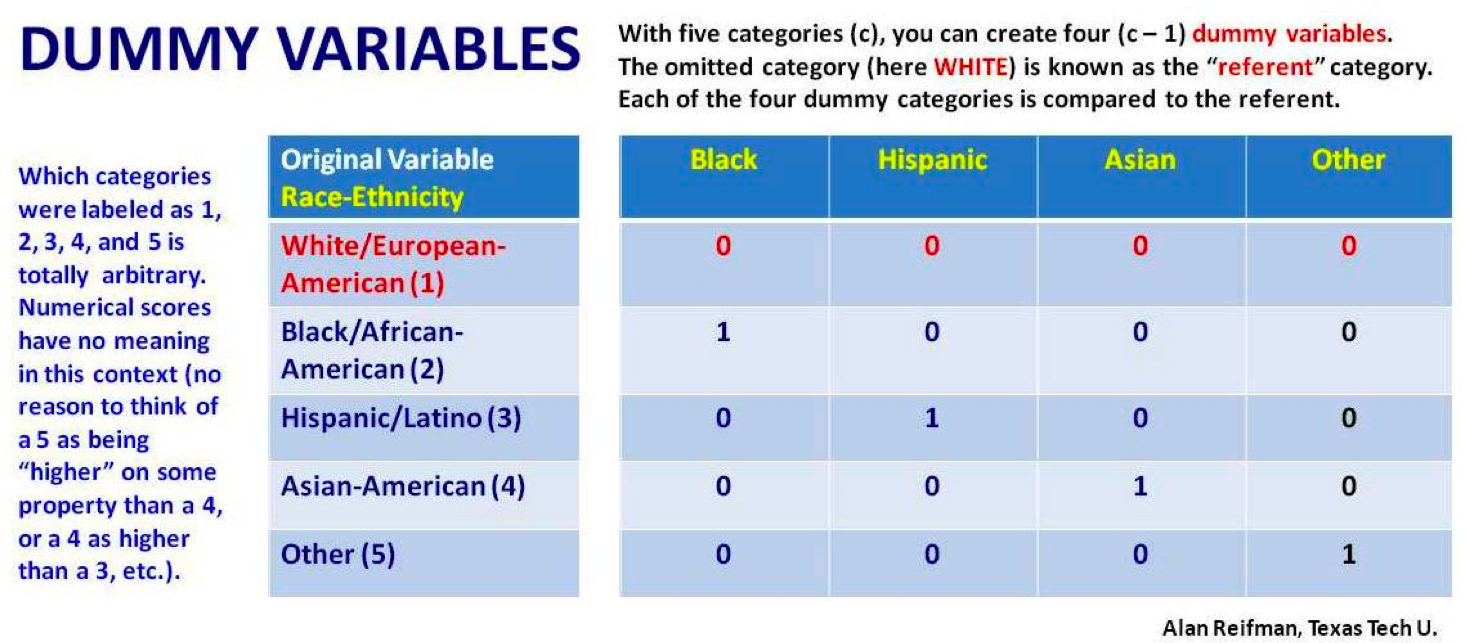 DUMMY VARIABLES
With five categories (c), you can create four (c – 1) dummy variables.
The omitted category (here WHITE) is known as the “referent” category.
Each of the four dummy categories is compared to the referent.
Which categories
were labeled as 1,
2, 3, 4, and 5 is
totally arbitrary.
Numerical scores
have no meaning
in this context (no
reason to think of
a 5 as being
“higher” on some
property than a 4,
or a 4 as higher
than a 3, etc.).
Original Variable
Race-Ethnicity
Black Hispanic Asian Other
White/European-
American (1)
0 0 0 0
Black/African-
American (2)
1 0 0 0
Hispanic/Latino (3) 0 1 0 0
Asian-American (4) 0 0 1 0
Other (5) 0 0 0 1
Alan Reifman, Texas Tech U.